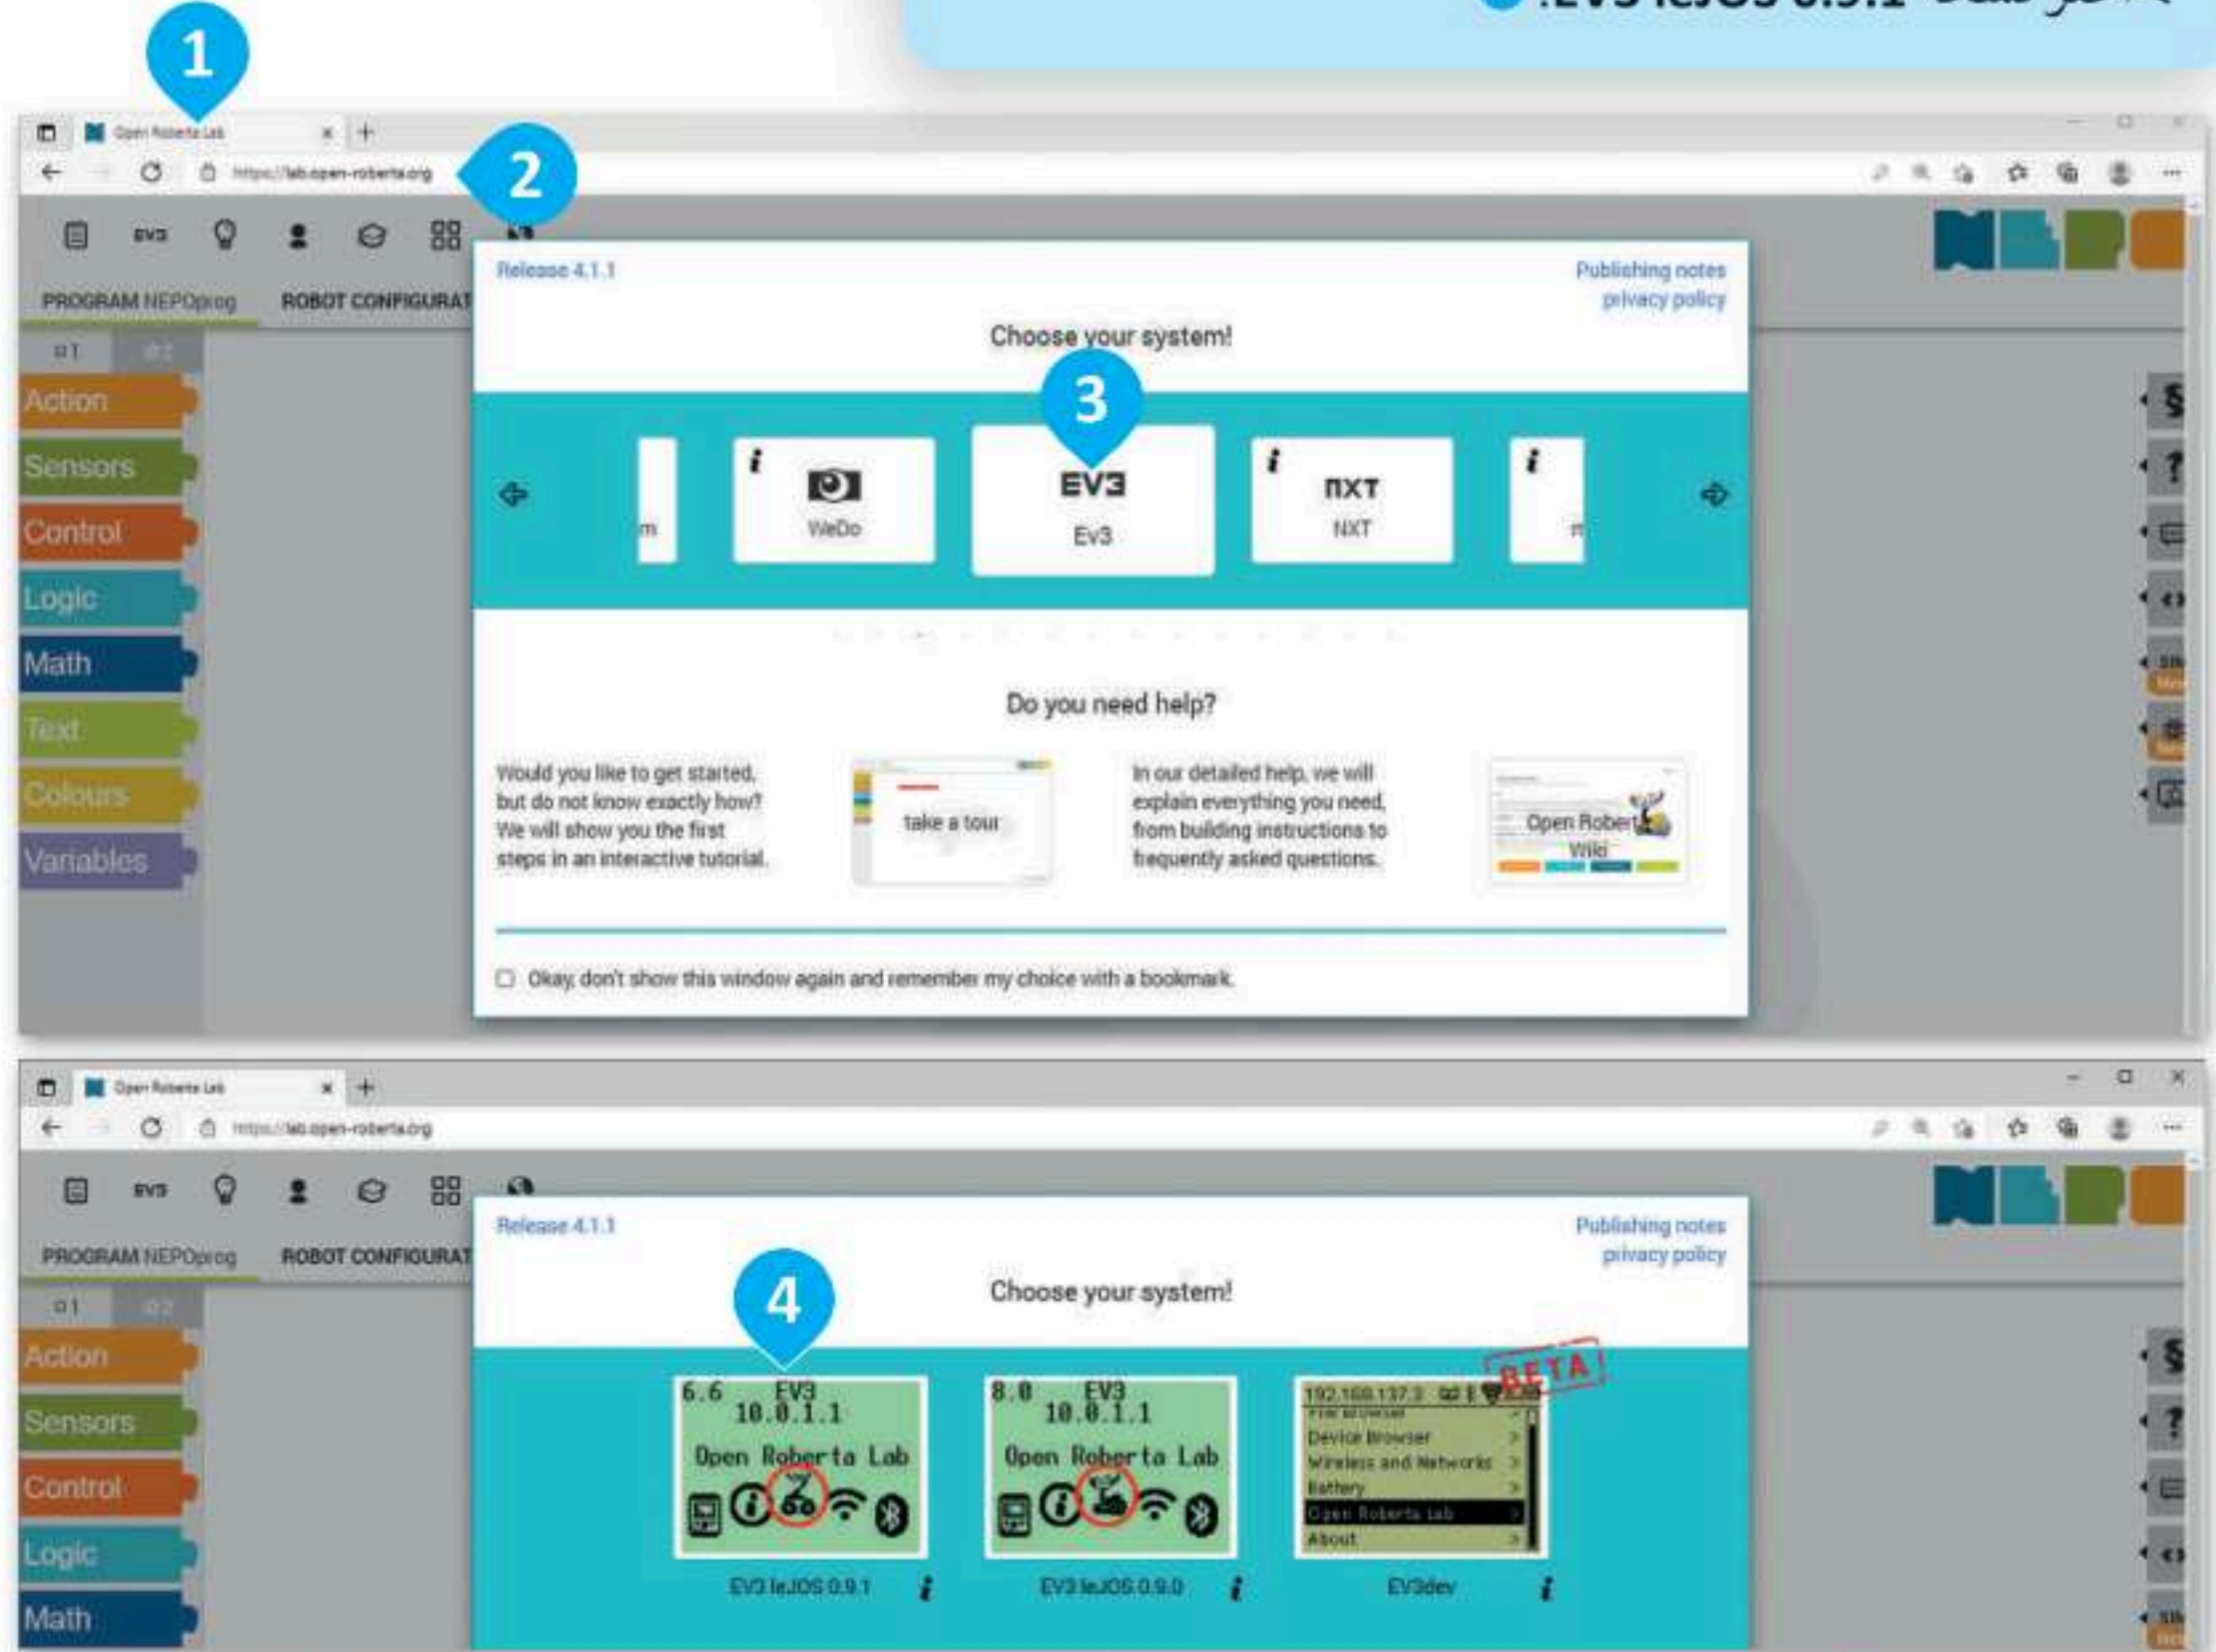 EV3 leJOS 0.9.1
1
Open Roberta Lab
https://lab.open-roberta.org
2
EV3
Release 4.1.1
Publishing notes
privacy policy
PROGRAM NEPOprog
ROBOT CONFIGURAT
Choose your system!
3
Action
Sensors
Control
Logic
Math
Text
Colours
Variables
m
WeDo
EV3
Ev3
NXT
NXT
Do you need help?
Would you like to get started,
but do not know exactly how?
We will show you the first
steps in an interactive tutorial.
take a tour
In our detailed help, we will
explain everything you need,
from building instructions to
frequently asked questions.
Open Robert
Wiki
Okay, don't show this window again and remember my choice with a bookmark.
Open Roberta Lab
https://lab.open-roberta.org
EV3
Release 4.1.1
Publishing notes
privacy policy
PROGRAM NEPOprog
ROBOT CONFIGURAT
Choose your system!
4
Action
Sensors
Control
Logic
Math
6.6 EV3
10.0.1.1
Open Roberta Lab
EV3 leJOS 0.9.1
8.0 EV3
10.0.1.1
Open Roberta Lab
EV3 leJOS 0.9.0
BETA
192.168.137.3
File Browser
Device Browser
Wireless and Networks
Battery
Open Roberta Lab
About
EV3dev